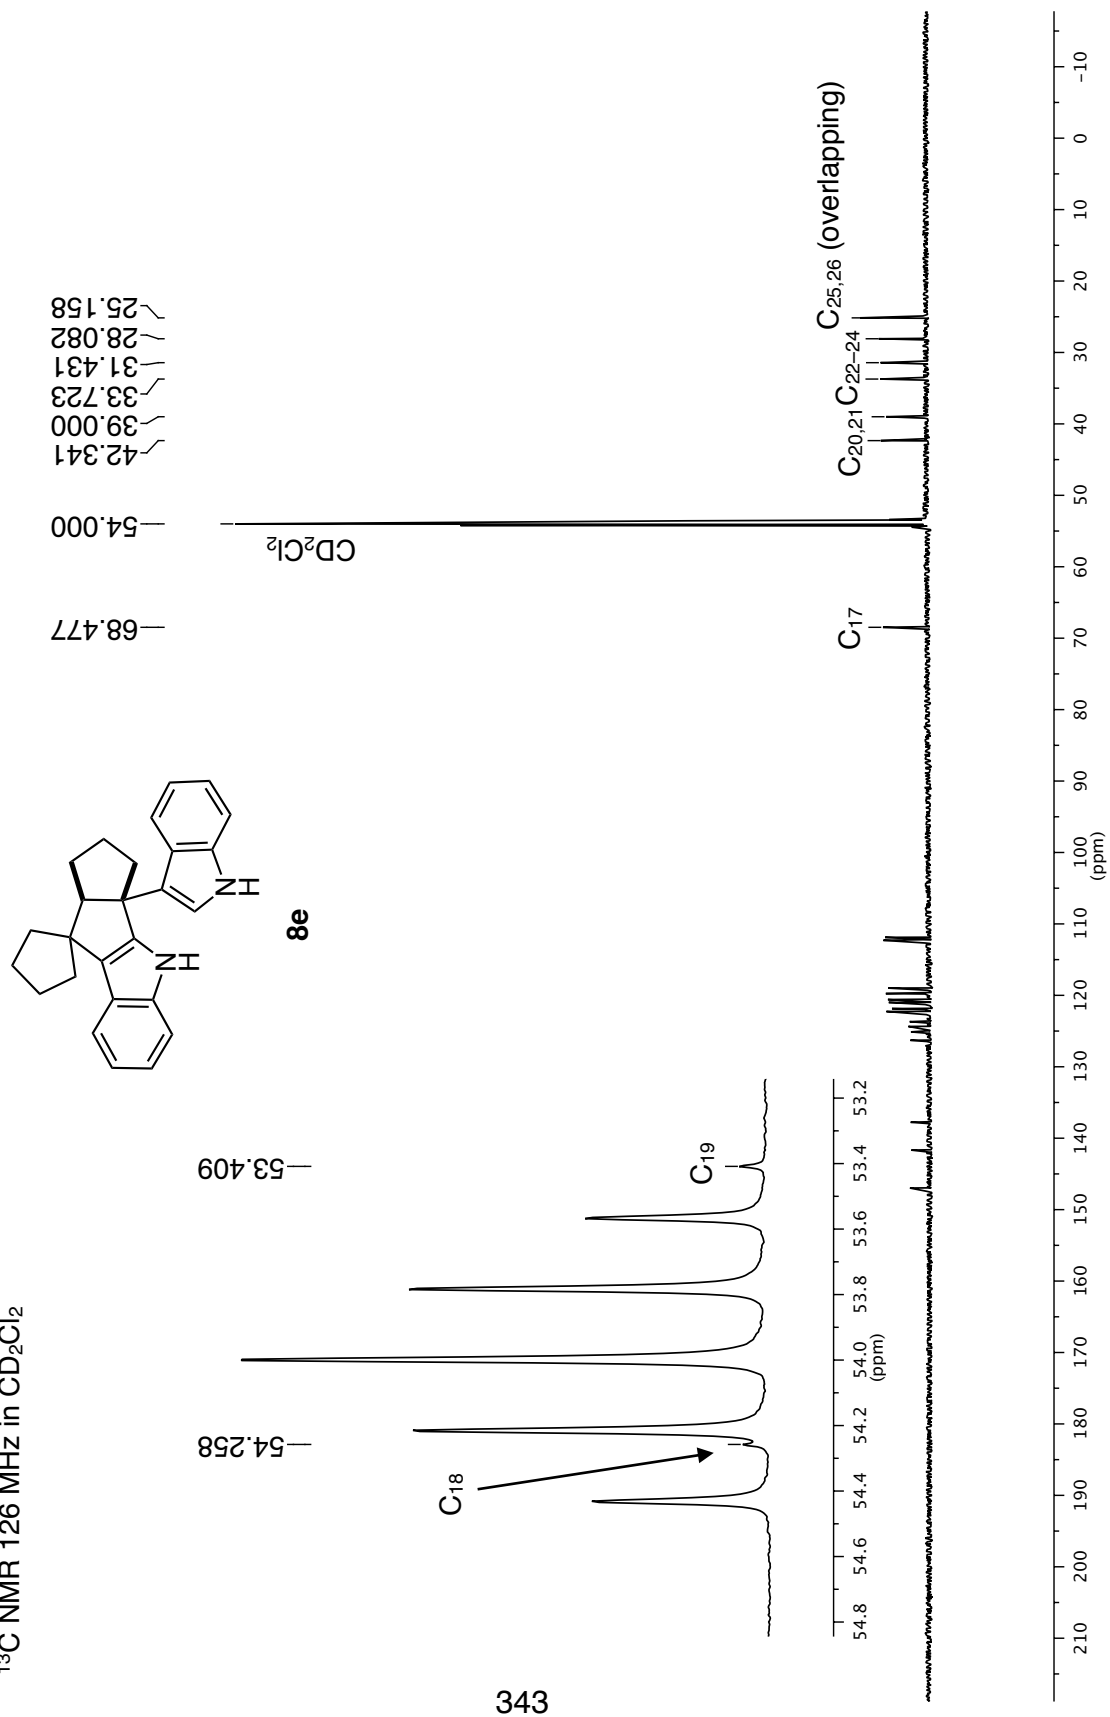 ¹³C NMR 126 MHz in CD₂Cl₂
8e
N
H
N
H
68.477
54.000
42.341
39.000
33.723
31.431
28.082
25.158
CD₂Cl₂
54.258
53.409
C₁₈
C₁₉
54.8 54.6 54.4 54.2 54.0 53.8 53.6 53.4 53.2
(ppm)
C₁₇
C₂₀,₂₁
C₂₂₋₂₄
C₂₅,₂₆ (overlapping)
210 200 190 180 170 160 150 140 130 120 110 100 90 80 70 60 50 40 30 20 10 0 -10
(ppm)
343